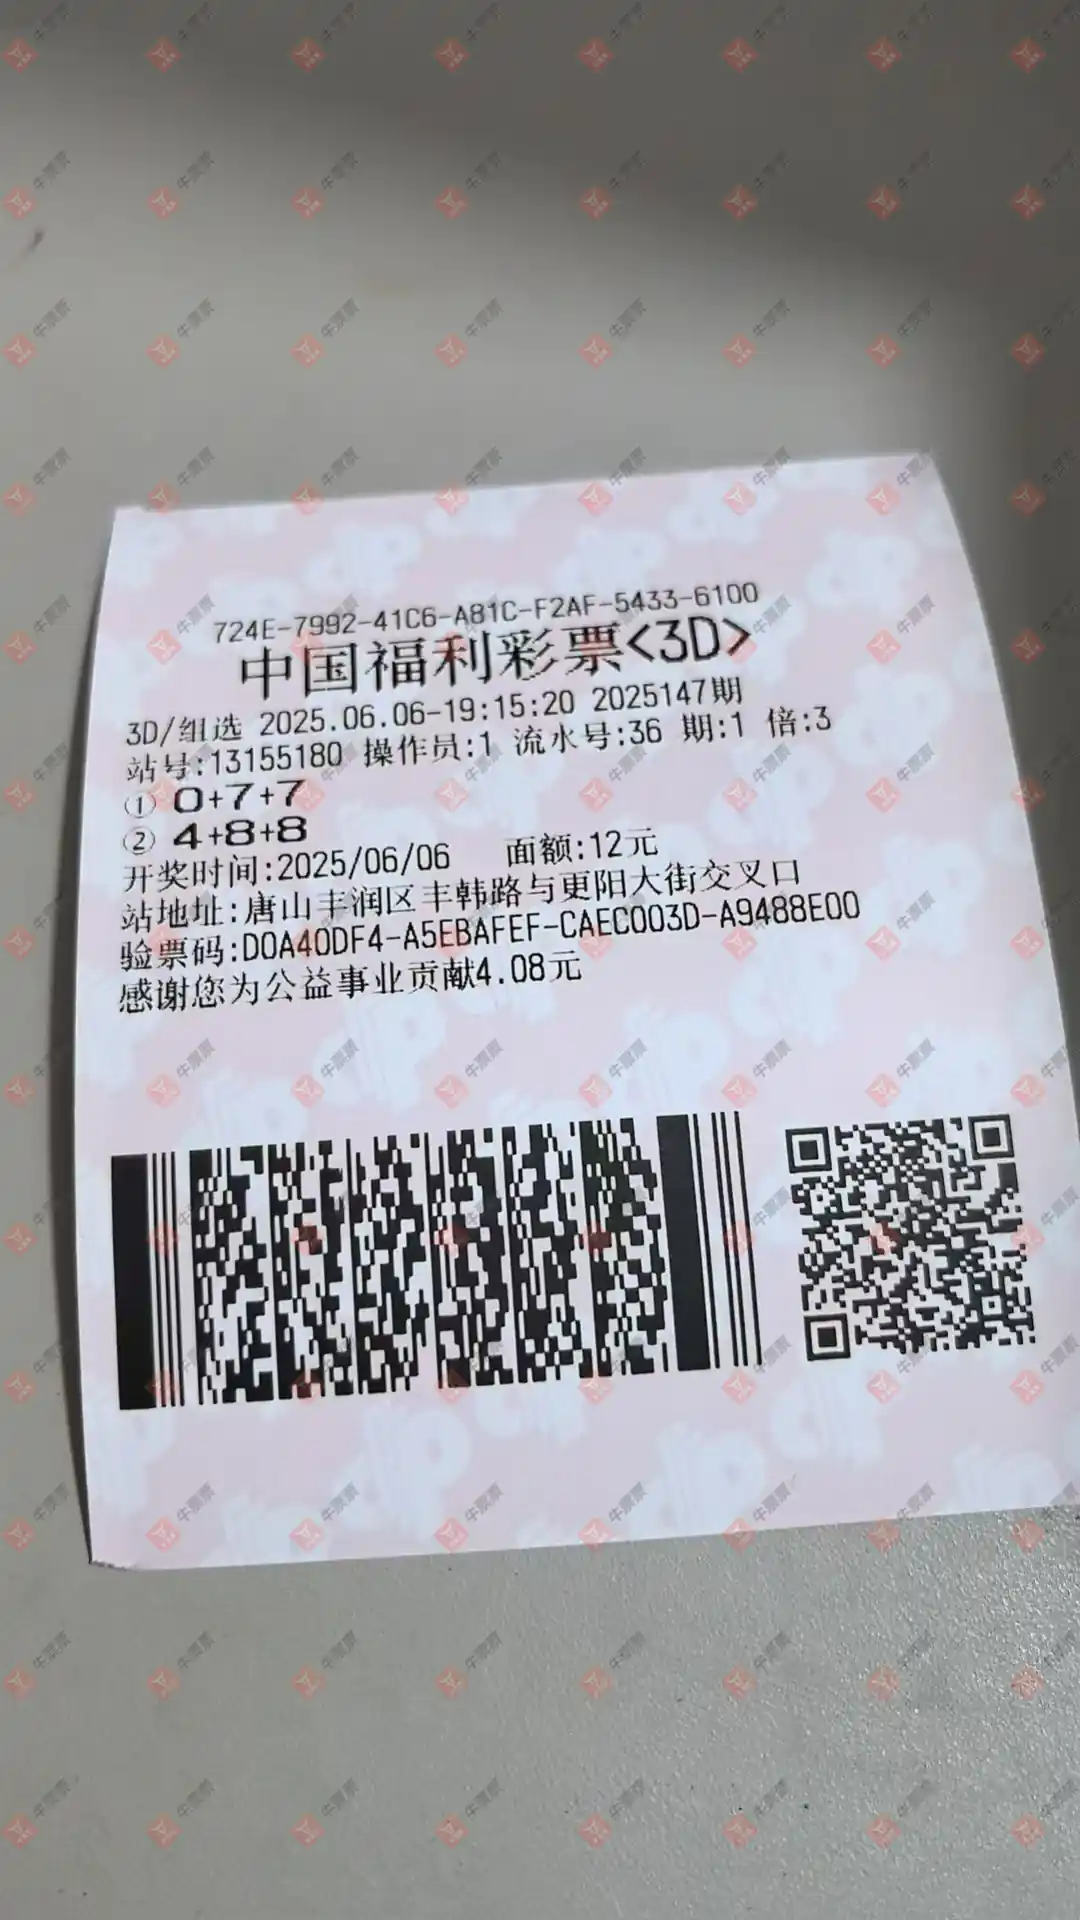 724E-7992-41C6-A81C-F2AF-5433-6100
中国福利彩票<3D>
3D/组选 2025.06.06-19:15:20 2025147期
站号:13155180 操作员:1 流水号:36 期:1 倍:3
① 0+7+7
② 4+8+8
开奖时间:2025/06/06 面额:12元
站地址:唐山丰润区丰韩路与更阳大街交叉口
验票码:D0A40DF4-A5EBAFEF-CAEC003D-A9488E00
感谢您为公益事业贡献4.08元
牛票票